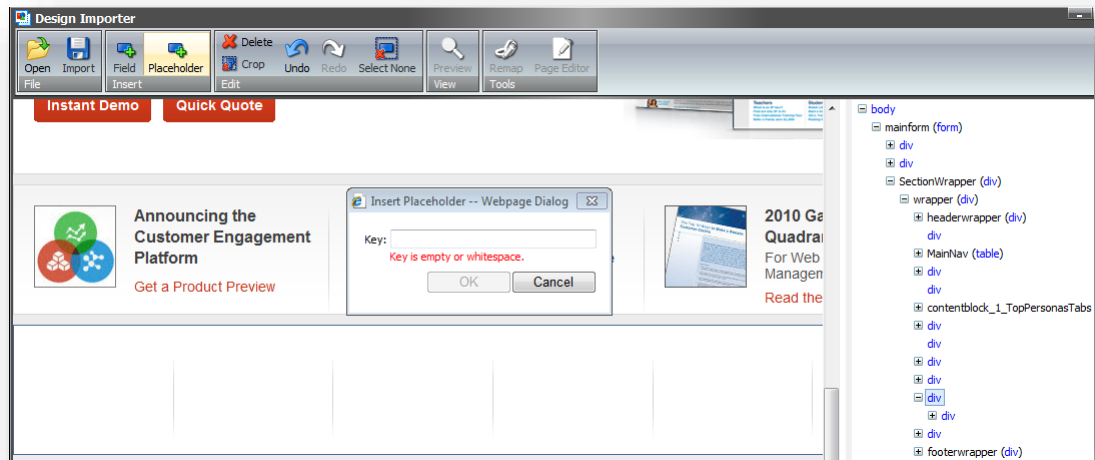 Design Importer
Open Import Field Placeholder Delete Crop Undo Redo Select None Preview Remap Page Editor
File Insert Edit View Tools
Instant Demo Quick Quote
Teachers
Announcing the
Customer Engagement
Platform
Get a Product Preview
Insert Placeholder -- Webpage Dialog
Key:
Key is empty or whitespace.
OK Cancel
2010 Ga
Quadra
For Web
Managem
Read the
body
mainform (form)
div
div
SectionWrapper (div)
wrapper (div)
headerwrapper (div)
div
MainNav (table)
div
div
contentblock_1_TopPersonasTabs
div
div
div
div
div
div
div
footerwrapper (div)